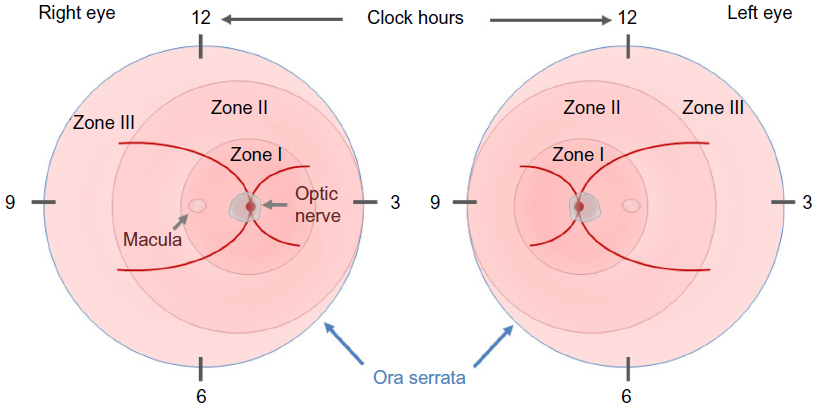 Right eye
12
Clock hours
12
Left eye
Zone II
Zone III
Zone I
Optic
nerve
9
3
Macula
6
Zone II
Zone III
Zone I
9
3
6
Ora serrata